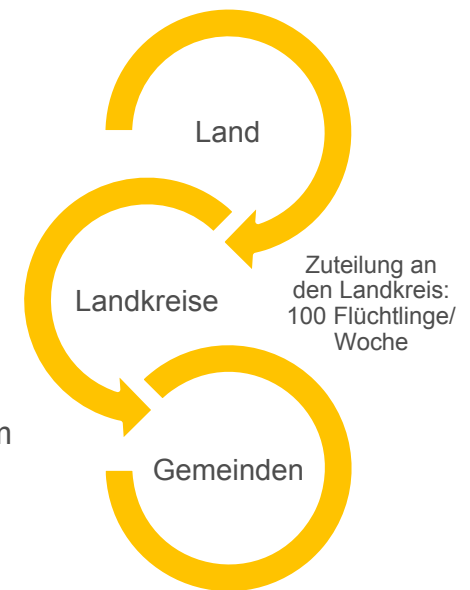 Land
Zuteilung an
den Landkreis:
100 Flüchtlinge/
Woche
Landkreise
Gemeinden